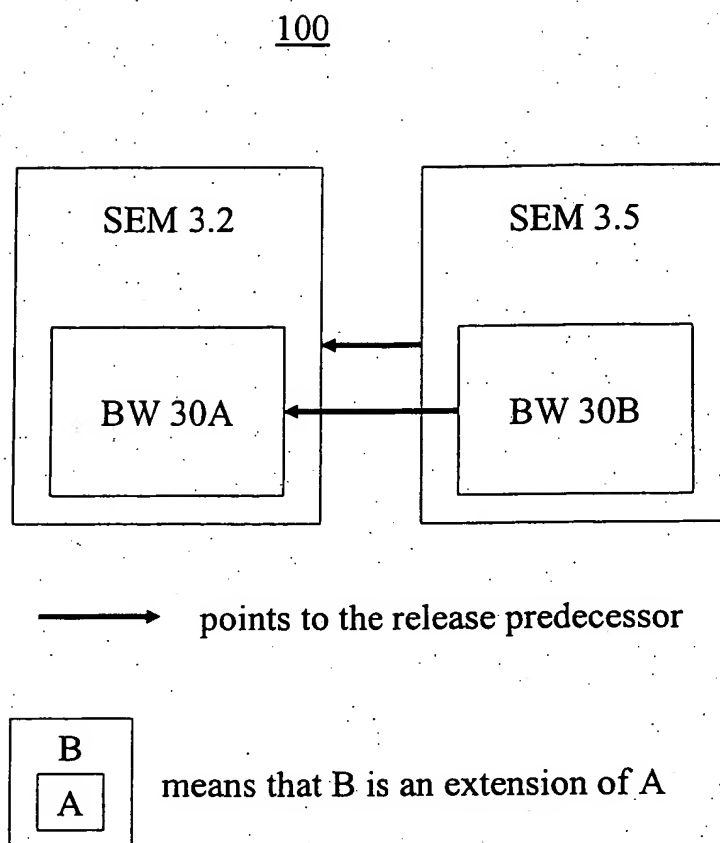 100
SEM 3.2
SEM 3.5
BW 30A
BW 30B
points to the release predecessor
B
A
means that B is an extension of A